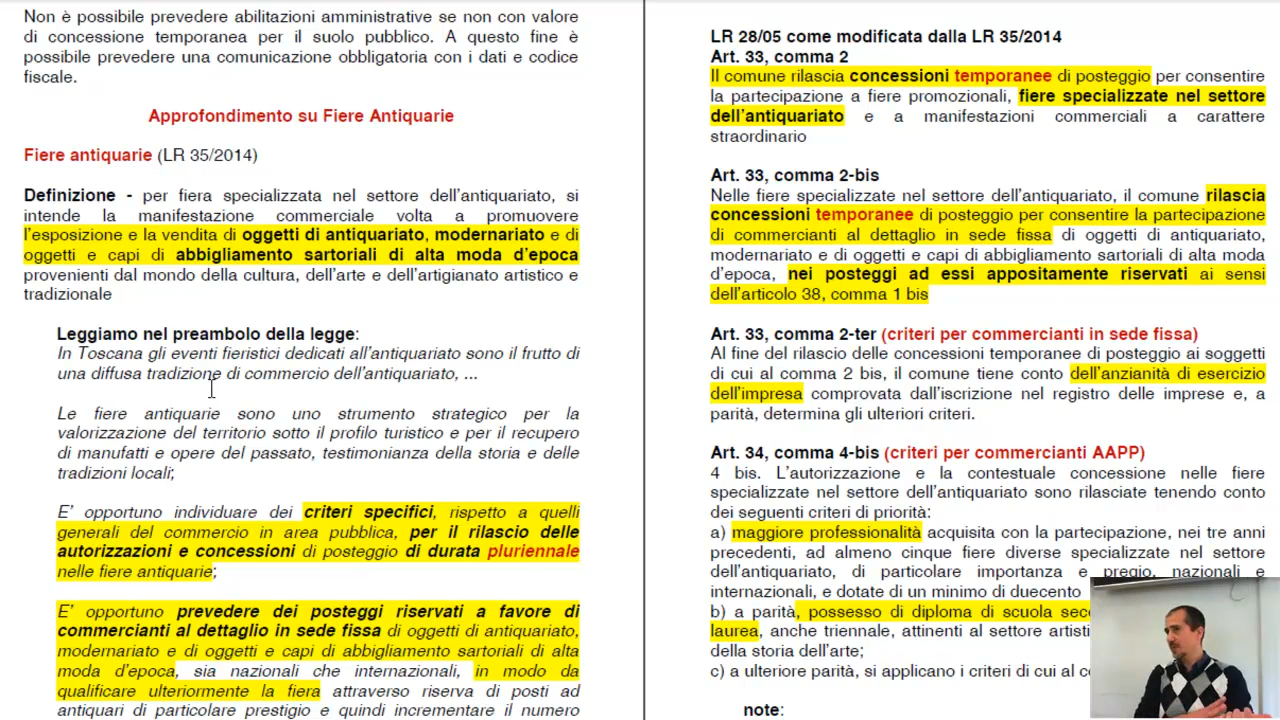 Non è possibile prevedere abilitazioni amministrative se non con valore
di concessione temporanea per il suolo pubblico. A questo fine è
possibile prevedere una comunicazione obbligatoria con i dati e codice
fiscale.
Approfondimento su Fiere Antiquarie
Fiere antiquarie (LR 35/2014)
Definizione - per fiera specializzata nel settore dell'antiquariato, si
intende la manifestazione commerciale volta a promuovere
l'esposizione e la vendita di oggetti di antiquariato, modernariato e di
oggetti e capi di abbigliamento sartoriali di alta moda d'epoca
provenienti dal mondo della cultura, dell'arte e dell'artigianato artistico e
tradizionale
Leggiamo nel preambolo della legge:
In Toscana gli eventi fieristici dedicati all'antiquariato sono il frutto di
una diffusa tradizione di commercio dell'antiquariato, ...
Le fiere antiquarie sono uno strumento strategico per la
valorizzazione del territorio sotto il profilo turistico e per il recupero
di manufatti e opere del passato, testimonianza della storia e delle
tradizioni locali;
E' opportuno individuare dei criteri specifici, rispetto a quelli
generali del commercio in area pubblica, per il rilascio delle
autorizzazioni e concessioni di posteggio di durata pluriennale
nelle fiere antiquarie;
E' opportuno prevedere dei posteggi riservati a favore di
commercianti al dettaglio in sede fissa di oggetti di antiquariato,
modernariato e di oggetti e capi di abbigliamento sartoriali di alta
moda d'epoca, sia nazionali che internazionali, in modo da
qualificare ulteriormente la fiera attraverso riserva di posti ad
antiquari di particolare prestigio e quindi incrementare il numero
LR 28/05 come modificata dalla LR 35/2014
Art. 33, comma 2
Il comune rilascia concessioni temporanee di posteggio per consentire
la partecipazione a fiere promozionali, fiere specializzate nel settore
dell'antiquariato e a manifestazioni commerciali a carattere
straordinario
Art. 33, comma 2-bis
Nelle fiere specializzate nel settore dell'antiquariato, il comune rilascia
concessioni temporanee di posteggio per consentire la partecipazione
di commercianti al dettaglio in sede fissa di oggetti di antiquariato,
modernariato e di oggetti e capi di abbigliamento sartoriali di alta moda
d'epoca, nei posteggi ad essi appositamente riservati ai sensi
dell'articolo 38, comma 1 bis
Art. 33, comma 2-ter (criteri per commercianti in sede fissa)
Al fine del rilascio delle concessioni temporanee di posteggio ai soggetti
di cui al comma 2 bis, il comune tiene conto dell'anzianità di esercizio
dell'impresa comprovata dall'iscrizione nel registro delle imprese e, a
parità, determina gli ulteriori criteri.
Art. 34, comma 4-bis (criteri per commercianti AAPP)
4 bis. L'autorizzazione e la contestuale concessione nelle fiere
specializzate nel settore dell'antiquariato sono rilasciate tenendo conto
dei seguenti criteri di priorità:
a) maggiore professionalità acquisita con la partecipazione, nei tre anni
precedenti, ad almeno cinque fiere diverse specializzate nel settore
dell'antiquariato, di particolare importanza e pregio, nazionali e
internazionali, e dotate di un minimo di duecento
b) a parità, possesso di diploma di scuola
laurea, anche triennale, attinenti al settore
della storia dell'arte;
c) a ulteriore parità, si applicano i criteri di cui al
note: